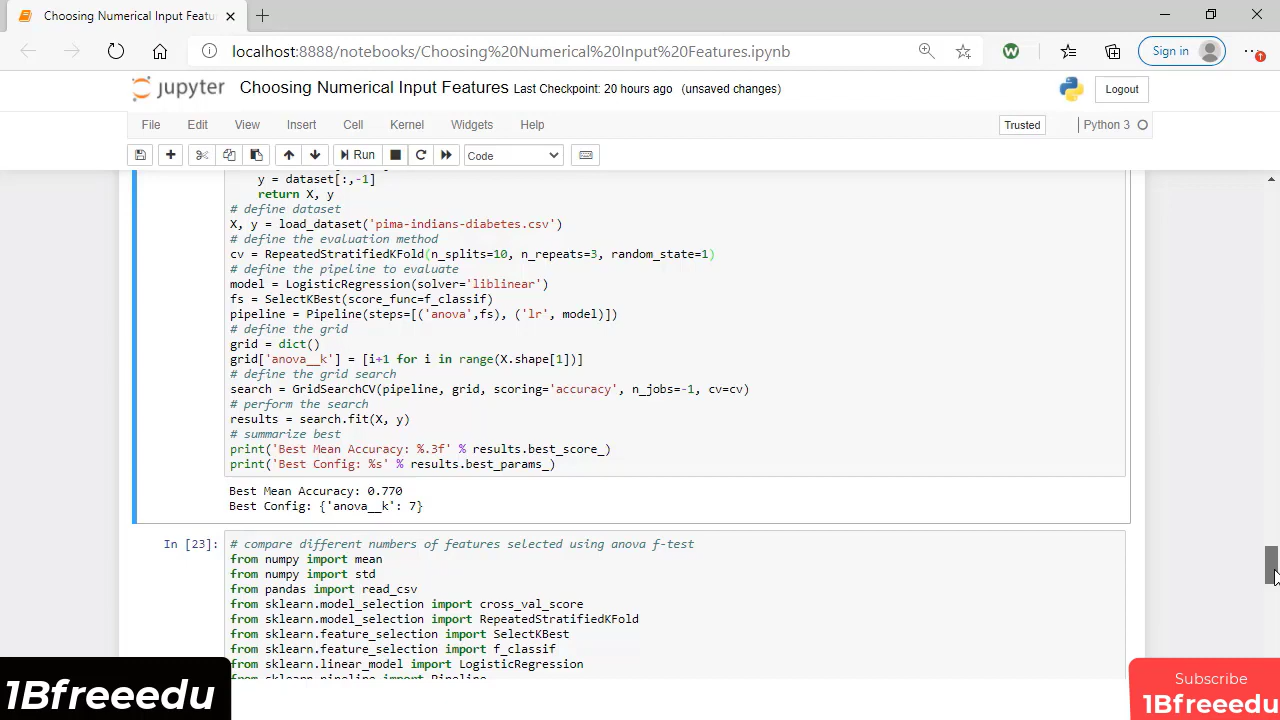 Choosing Numerical Input Featu
localhost:8888/notebooks/Choosing%20Numerical%20Input%20Features.ipynb
W
Sign in
jupyter Choosing Numerical Input Features Last Checkpoint: 20 hours ago (unsaved changes)
Logout
File Edit View Insert Cell Kernel Widgets Help
Trusted Python 3
Run Code
y = dataset[:,-1]
return X, y
# define dataset
X, y = load_dataset('pima-indians-diabetes.csv')
# define the evaluation method
cv = RepeatedStratifiedKFold(n_splits=10, n_repeats=3, random_state=1)
# define the pipeline to evaluate
model = LogisticRegression(solver='liblinear')
fs = SelectKBest(score_func=f_classif)
pipeline = Pipeline(steps=[('anova',fs), ('lr', model)])
# define the grid
grid = dict()
grid['anova__k'] = [i+1 for i in range(X.shape[1])]
# define the grid search
search = GridSearchCV(pipeline, grid, scoring='accuracy', n_jobs=-1, cv=cv)
# perform the search
results = search.fit(X, y)
# summarize best
print('Best Mean Accuracy: %.3f' % results.best_score_)
print('Best Config: %s' % results.best_params_)
Best Mean Accuracy: 0.770
Best Config: {'anova__k': 7}
In [23]: # compare different numbers of features selected using anova f-test
from numpy import mean
from numpy import std
from pandas import read_csv
from sklearn.model_selection import cross_val_score
from sklearn.model_selection import RepeatedStratifiedKFold
from sklearn.feature_selection import SelectKBest
from sklearn.feature_selection import f_classif
from sklearn.linear_model import LogisticRegression
from sklearn.pipeline import Pipeline
1Bfreeedu
Subscribe
1Bfreeedu